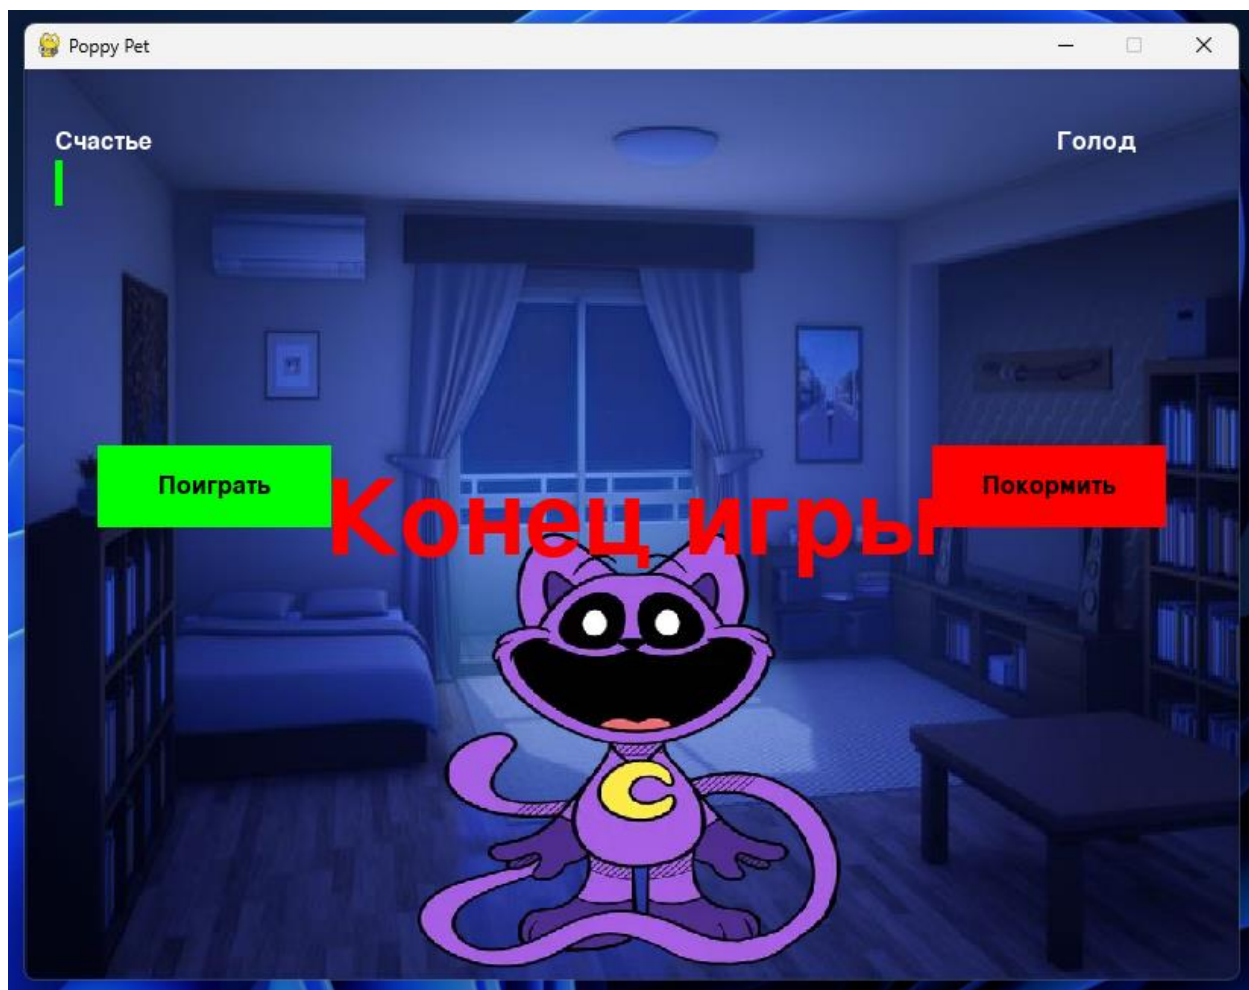 Poppy Pet
Счастье
Голод
Поиграть
Покормить
Конец игры